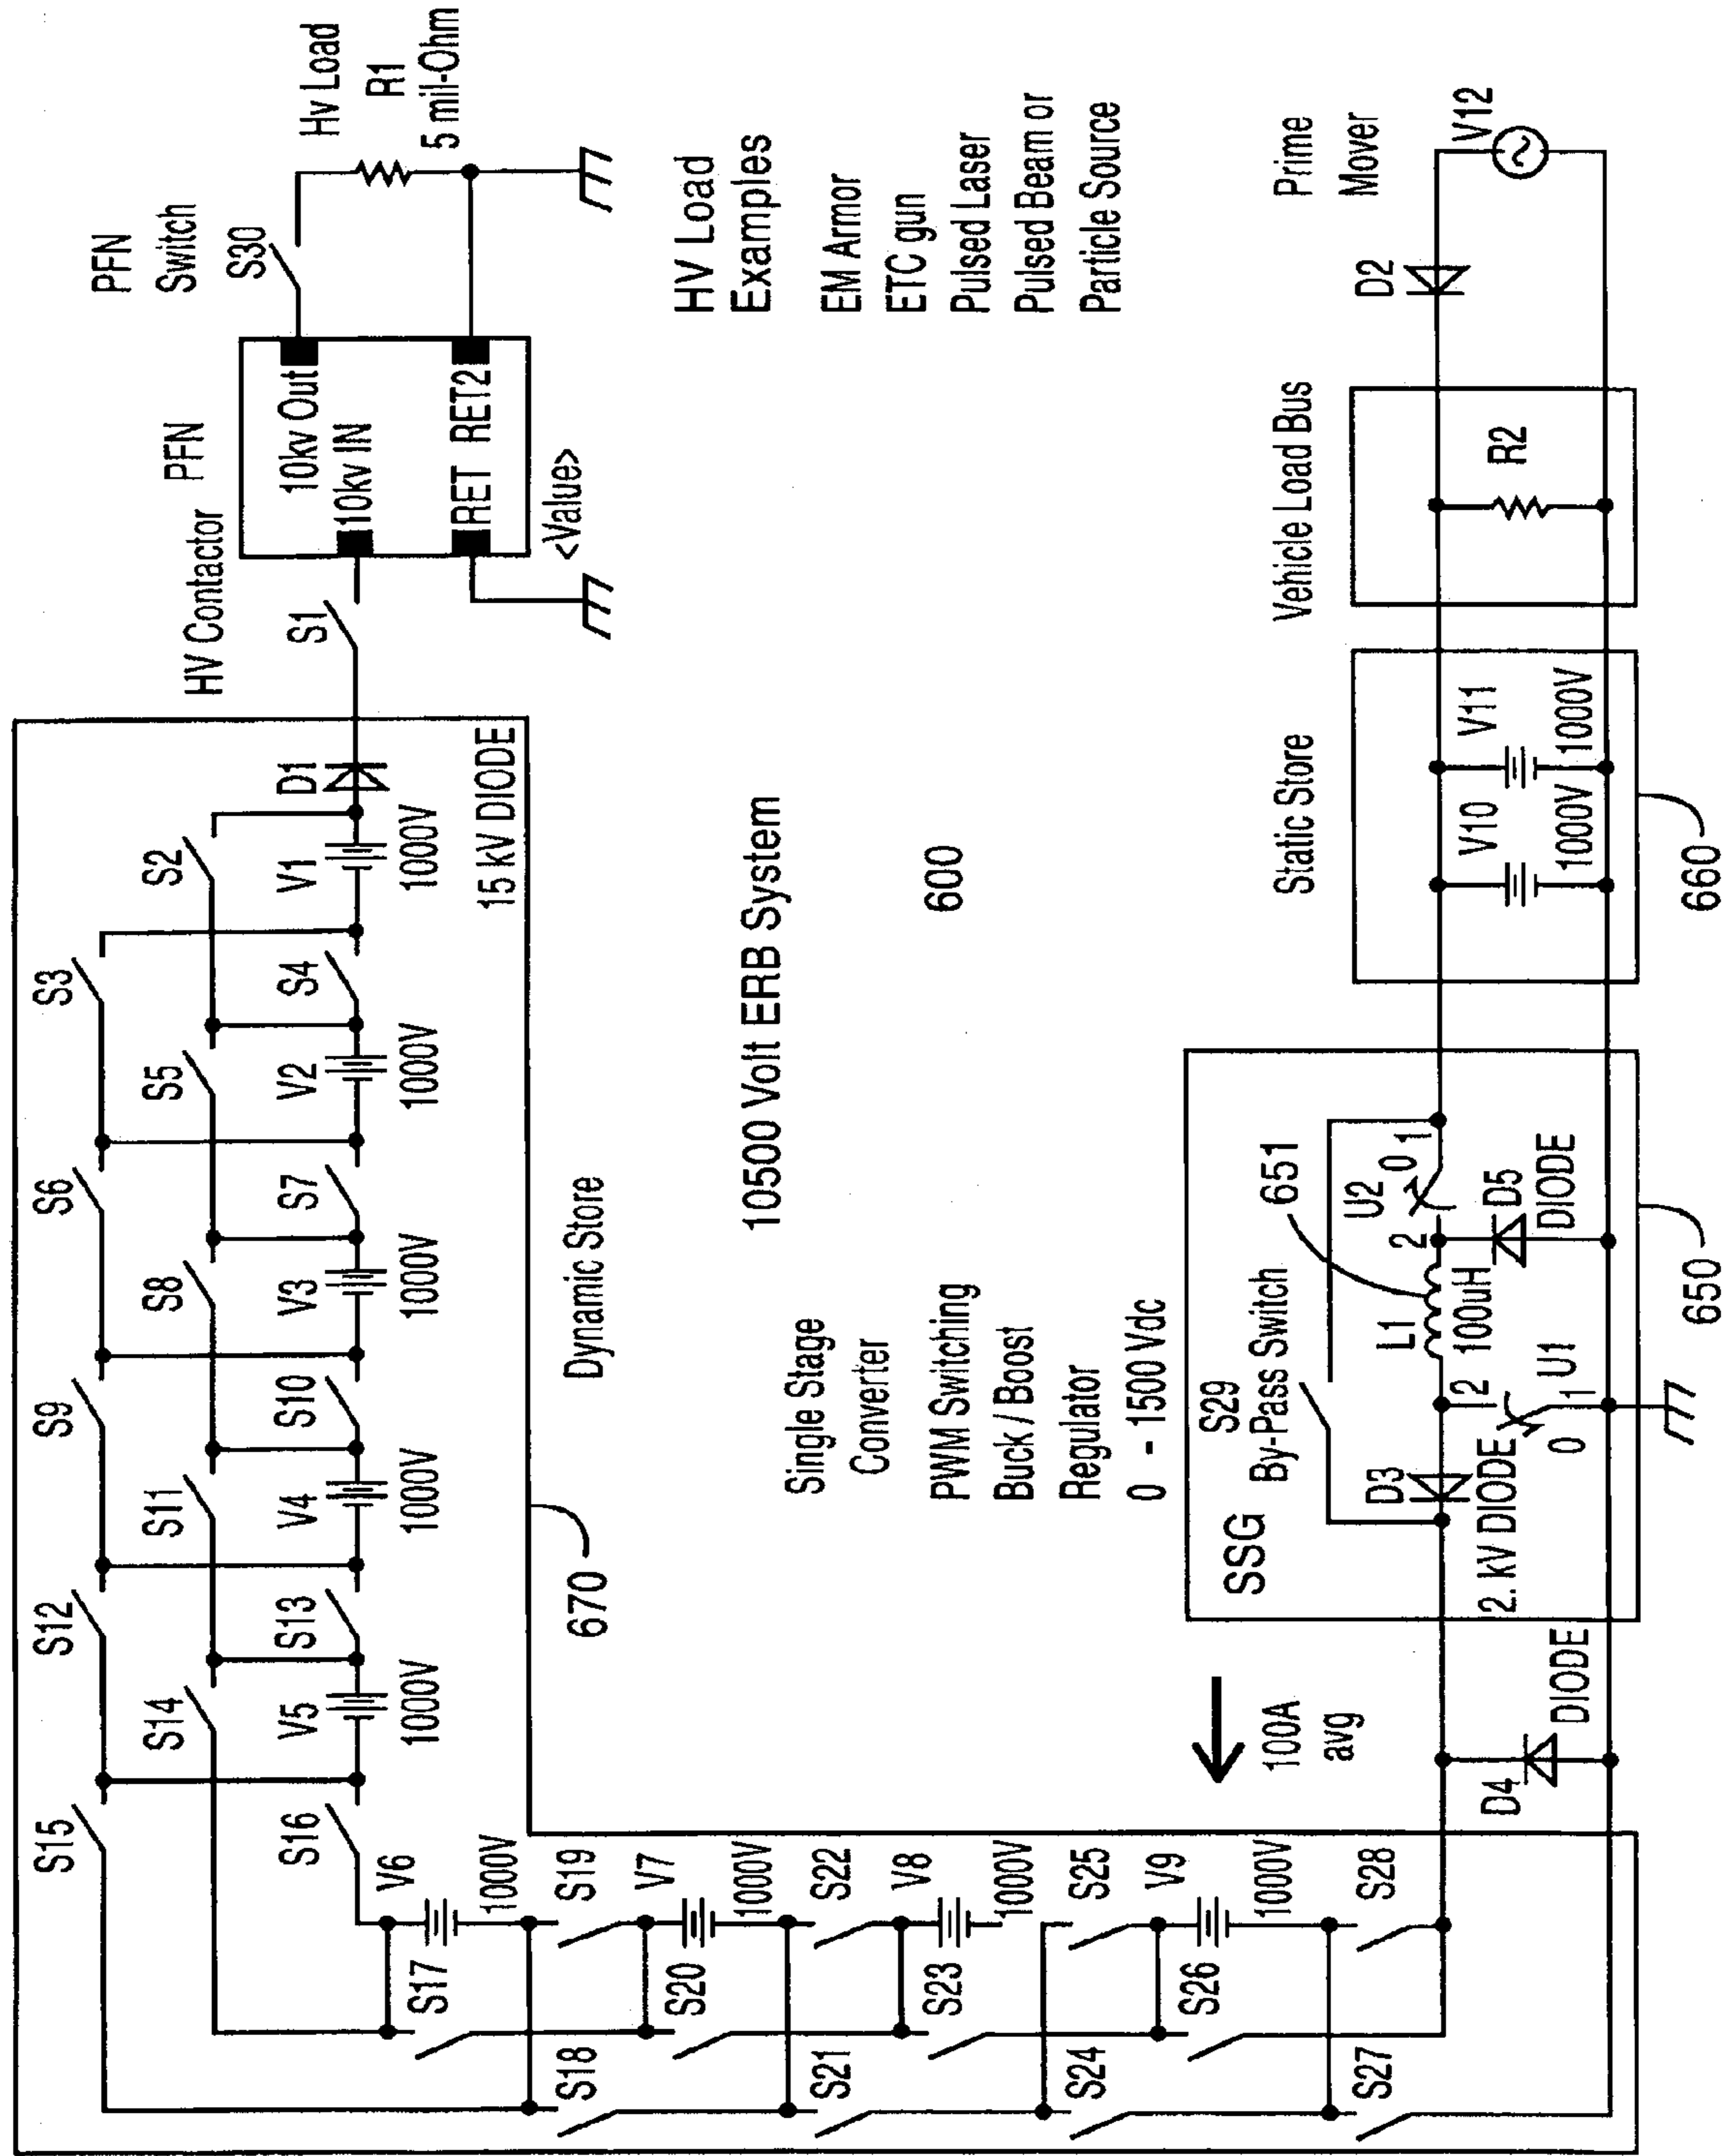 PFN
Switch
S30
Hv Load
R1
5 mil-Ohm
PFN
10kv Out
10kv IN
RET RET2
<Value>
HV Contactor
S1
HV Load
Examples
EM Armor
ETC gun
Pulsed Laser
Pulsed Beam or
Particle Source
D1
15 kV DIODE
S2
V1
1000V
S3
S4
V2
1000V
S5
S6
S7
V3
1000V
S8
S9
S10
V4
1000V
S11
S12
S13
V5
1000V
S14
S15
S16
V6
1000V
S17
S18
S19
V7
1000V
S20
S21
S22
V8
1000V
S23
S24
S25
V9
1000V
S26
S27
S28
Dynamic Store
670
10500 Volt ERB System
600
Single Stage
Converter
PWM Switching
Buck / Boost
Regulator
0 - 1500 Vdc
100A
avg
D4
DIODE
SSG
S29
By-Pass Switch
D3
2. kV DIODE
L1
100uH
651
U1
2
0 1
U2
2
0 1
D5
DIODE
650
Static Store
V10
1000V
V11
1000V
660
Vehicle Load Bus
R2
D2
Prime
Mover
V12